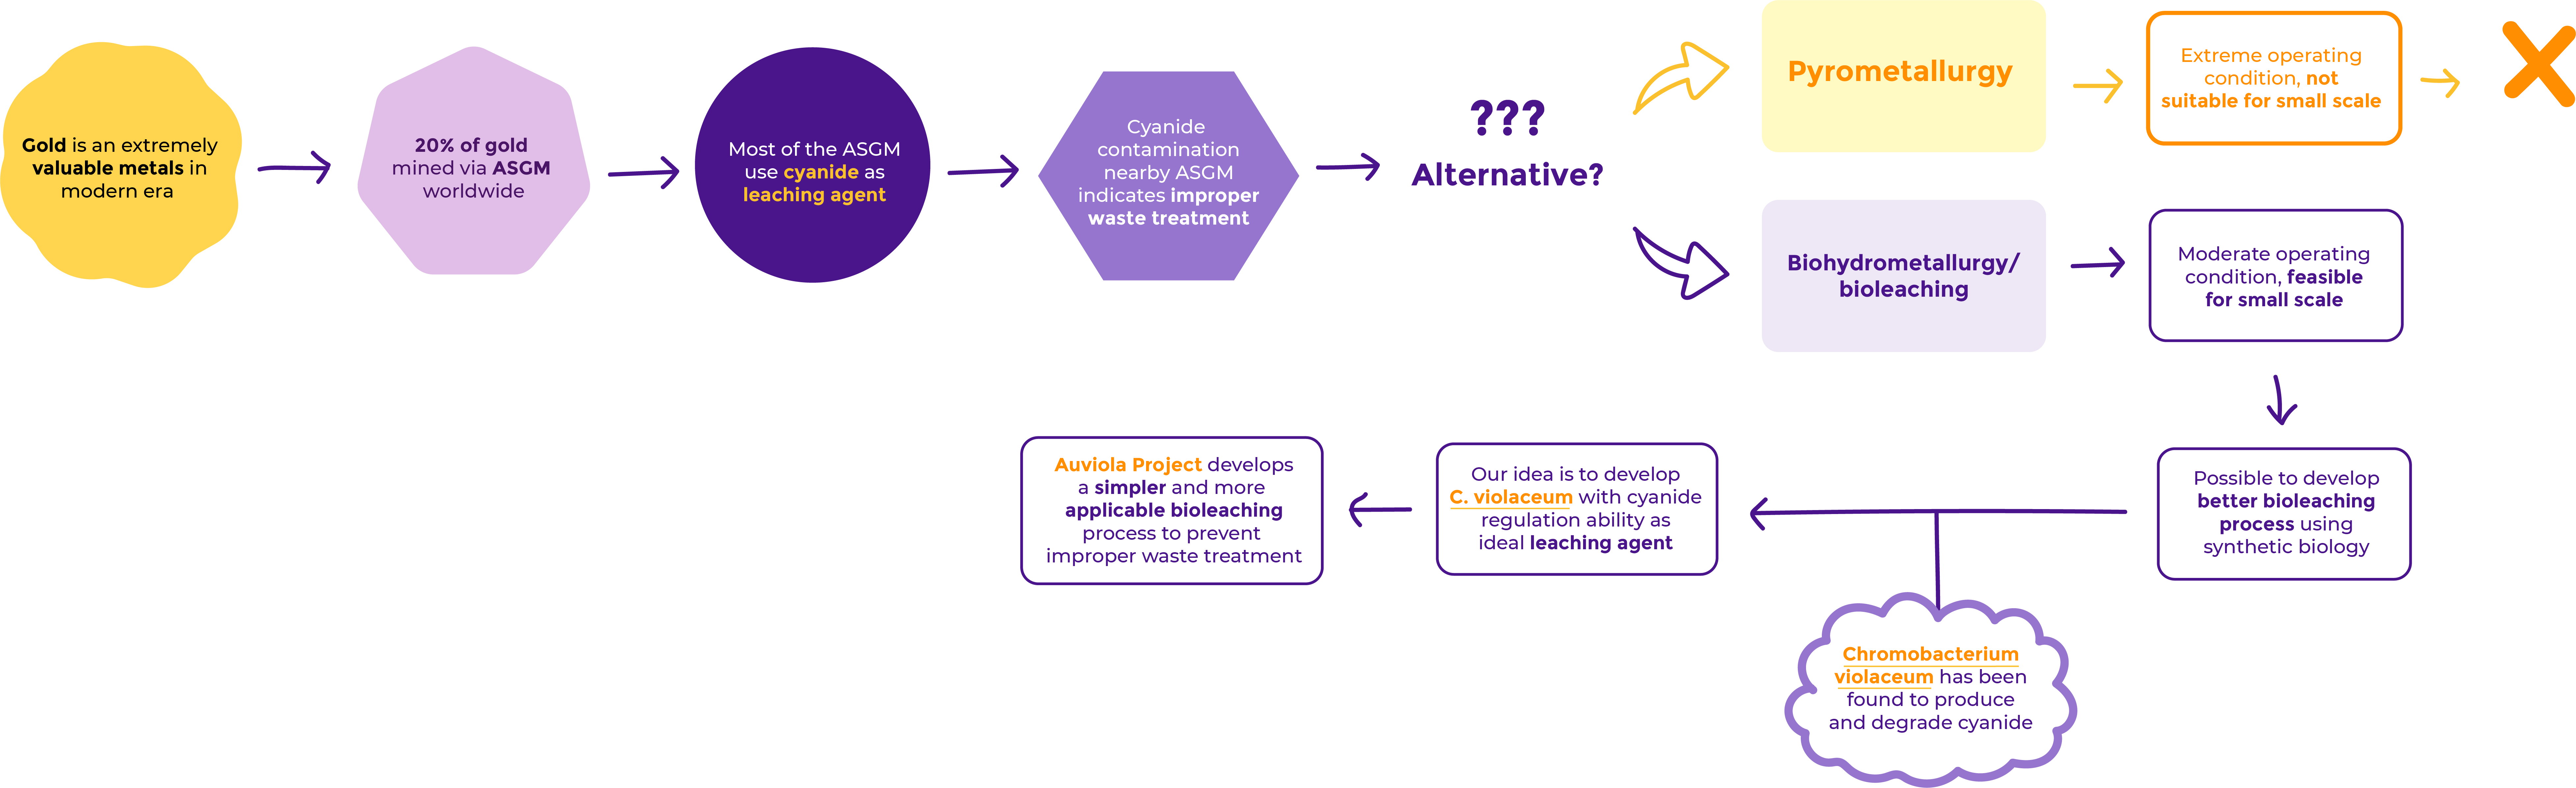 Gold is an extremely
valuable metals in
modern era
20% of gold
mined via ASGM
worldwide
Most of the ASGM
use cyanide as
leaching agent
Cyanide
contamination
nearby ASGM
indicates improper
waste treatment
???
Alternative?
Pyrometallurgy
Extreme operating
condition, not
suitable for small scale
Biohydrometallurgy/
bioleaching
Moderate operating
condition, feasible
for small scale
Possible to develop
better bioleaching
process using
synthetic biology
Chromobacterium
violaceum has been
found to produce
and degrade cyanide
Our idea is to develop
C. violaceum with cyanide
regulation ability as
ideal leaching agent
Auviola Project develops
a simpler and more
applicable bioleaching
process to prevent
improper waste treatment